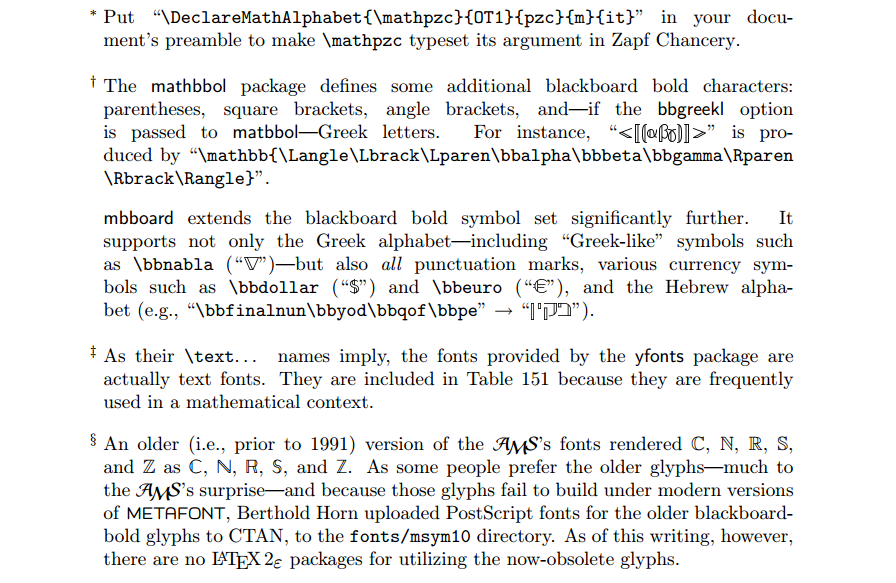 * Put “\DeclareMathAlphabet{\mathpzc}{OT1}{pzc}{m}{it}” in your docu-
ment’s preamble to make \mathpzc typeset its argument in Zapf Chancery.
† The mathbbol package defines some additional blackboard bold characters:
parentheses, square brackets, angle brackets, and—if the bbgreekl option
is passed to matbbol—Greek letters. For instance, “<⟦(αβγ)⟧>” is pro-
duced by “\mathbb{\Langle\Lbrack\Lparen\bbalpha\bbbeta\bbgamma\Rparen
\Rbrack\Rangle}”.
mbboard extends the blackboard bold symbol set significantly further. It
supports not only the Greek alphabet—including “Greek-like” symbols such
as \bbnabla (“∇”)—but also all punctuation marks, various currency sym-
bols such as \bbdollar (“$”) and \bbeuro (“€”), and the Hebrew alpha-
bet (e.g., “\bbfinalnun\bbyod\bbqof\bbpe” → “ןיקפ”).
‡ As their \text... names imply, the fonts provided by the yfonts package are
actually text fonts. They are included in Table 151 because they are frequently
used in a mathematical context.
§ An older (i.e., prior to 1991) version of the AMS’s fonts rendered ℂ, ℕ, ℝ, 𝕊,
and ℤ as ℂ, ℕ, ℝ, 𝕊, and ℤ. As some people prefer the older glyphs—much to
the AMS’s surprise—and because those glyphs fail to build under modern versions
of METAFONT, Berthold Horn uploaded PostScript fonts for the older blackboard-
bold glyphs to CTAN, to the fonts/msym10 directory. As of this writing, however,
there are no LATEX 2ε packages for utilizing the now-obsolete glyphs.